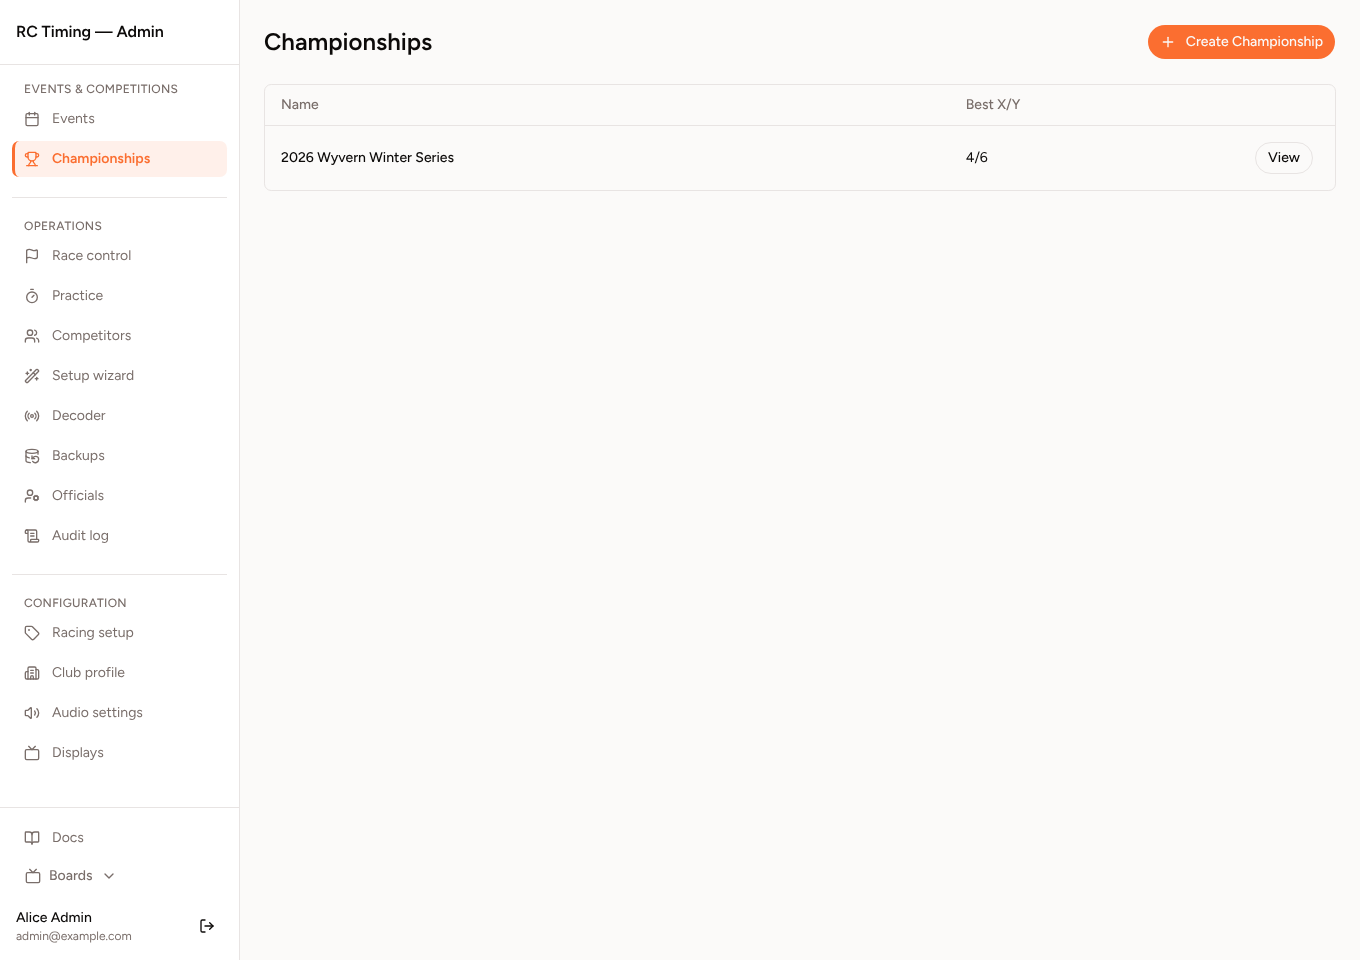 RC Timing — Admin
EVENTS & COMPETITIONS
Events
Championships
OPERATIONS
Race control
Practice
Competitors
Setup wizard
Decoder
Backups
Officials
Audit log
CONFIGURATION
Racing setup
Club profile
Audio settings
Displays
Docs
Boards
Alice Admin
admin@example.com
Championships
Create Championship
Name Best X/Y
2026 Wyvern Winter Series 4/6 View